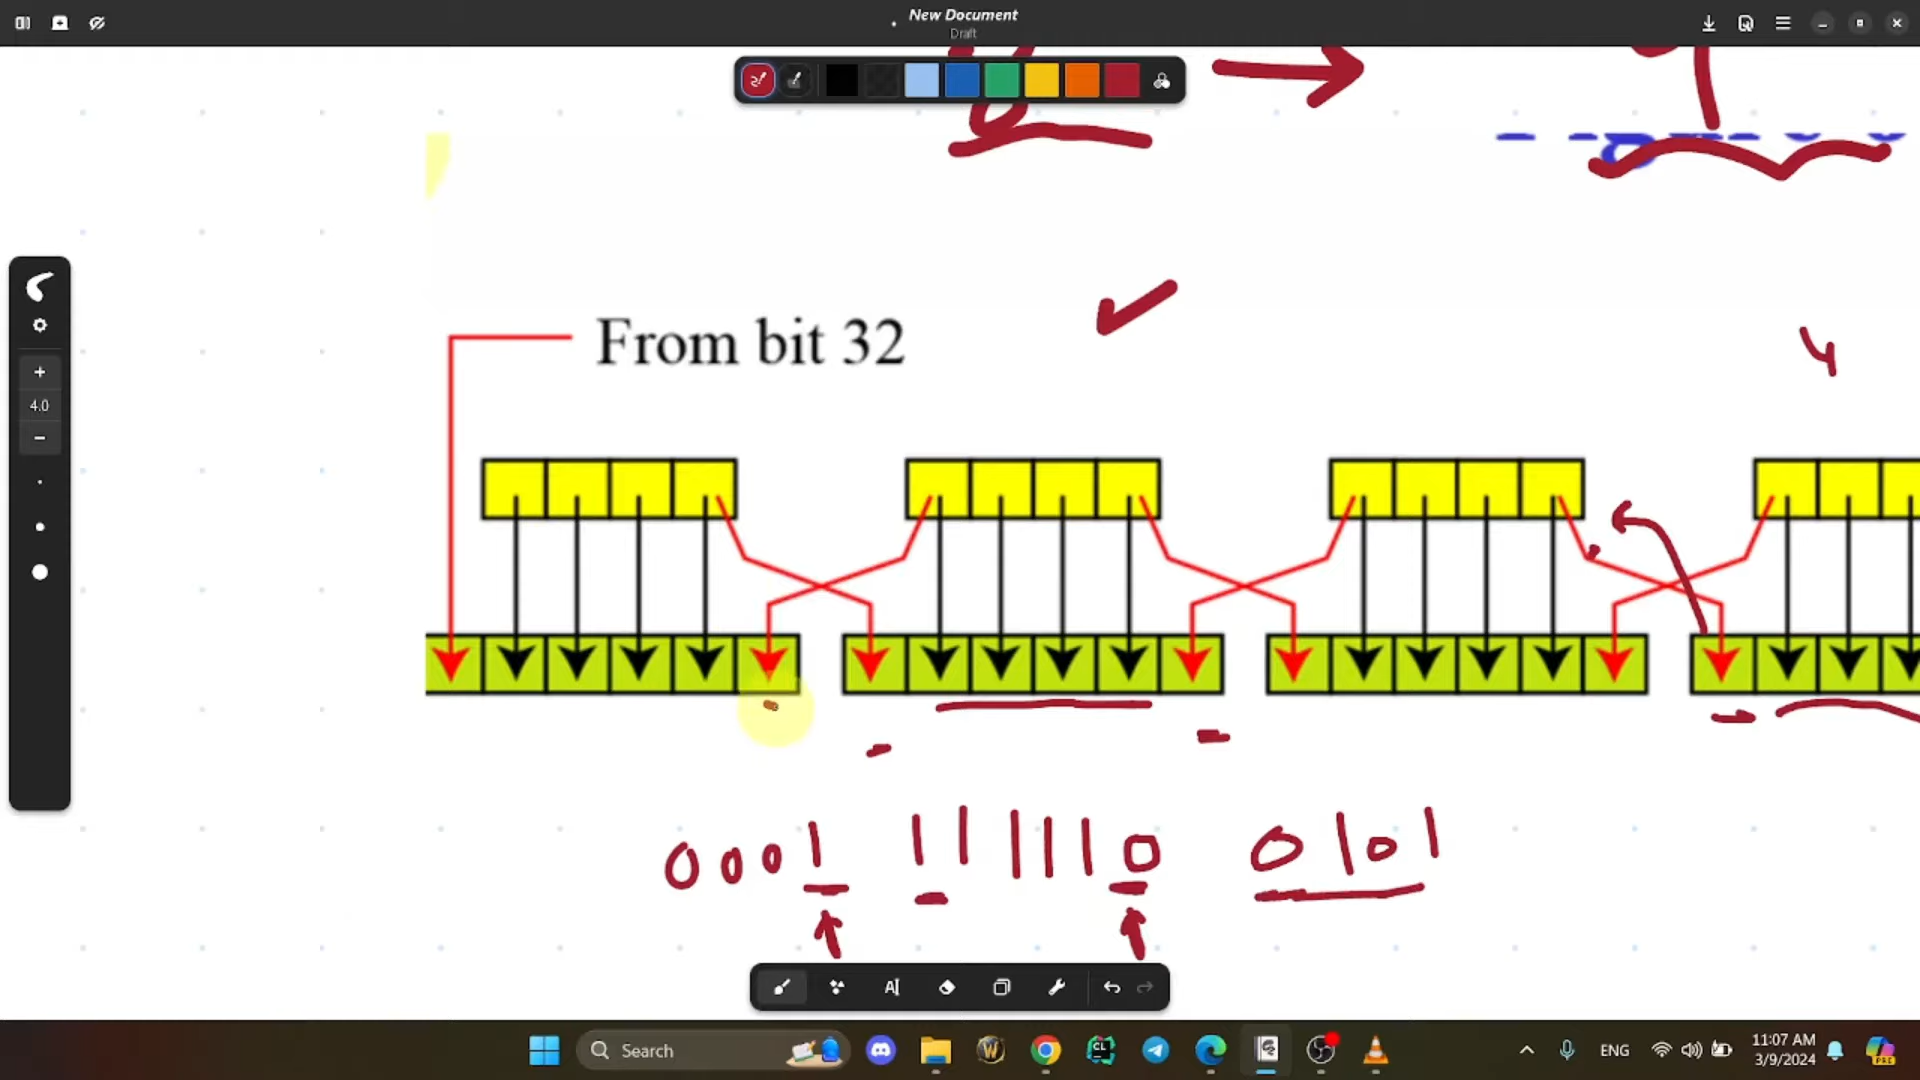 New Document
Draft
4.0
From bit 32
4
0001 111110 0101
Search
ENG
11:07 AM
3/9/2024